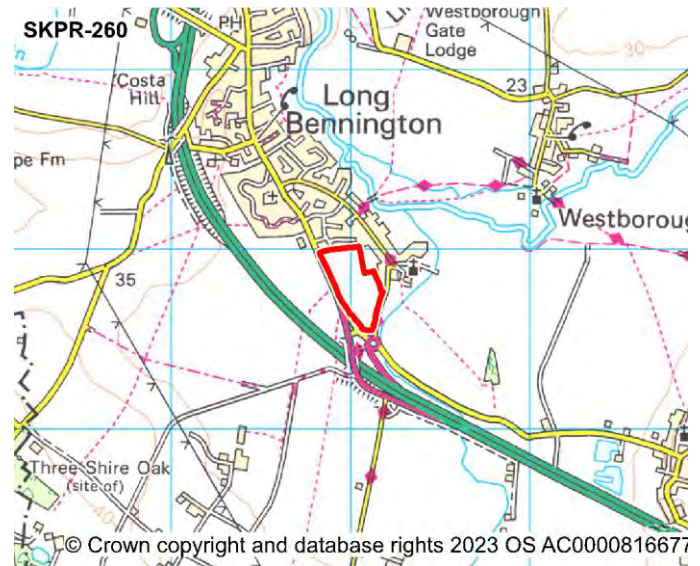 SKPR-260
PH
Westborough
Gate
Lodge
30
Costa
Hill
23
Long
Bennington
pe Fm
Westboroug
35
Three Shire Oak
(site of)
40
© Crown copyright and database rights 2023 OS AC0000816677